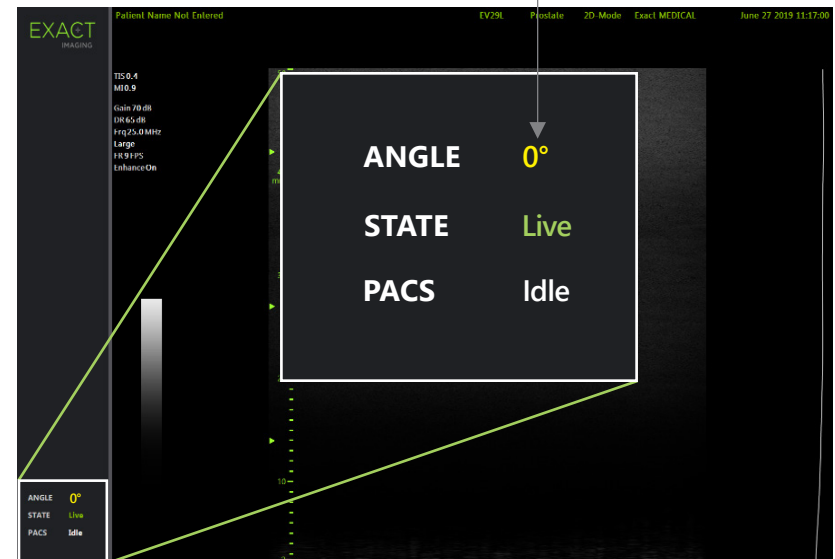 EXACT
IMAGING
Patient Name Not Entered EV29L Prostate 2D-Mode Exact MEDICAL June 27 2019 11:17:00
TIS 0.4
MI 0.9
Gain 70 dB
DR 65 dB
Frq 25.0 MHz
Large
FR 9 FPS
Enhance On
ANGLE 0°
STATE Live
PACS Idle
10
ANGLE 0°
STATE Live
PACS Idle